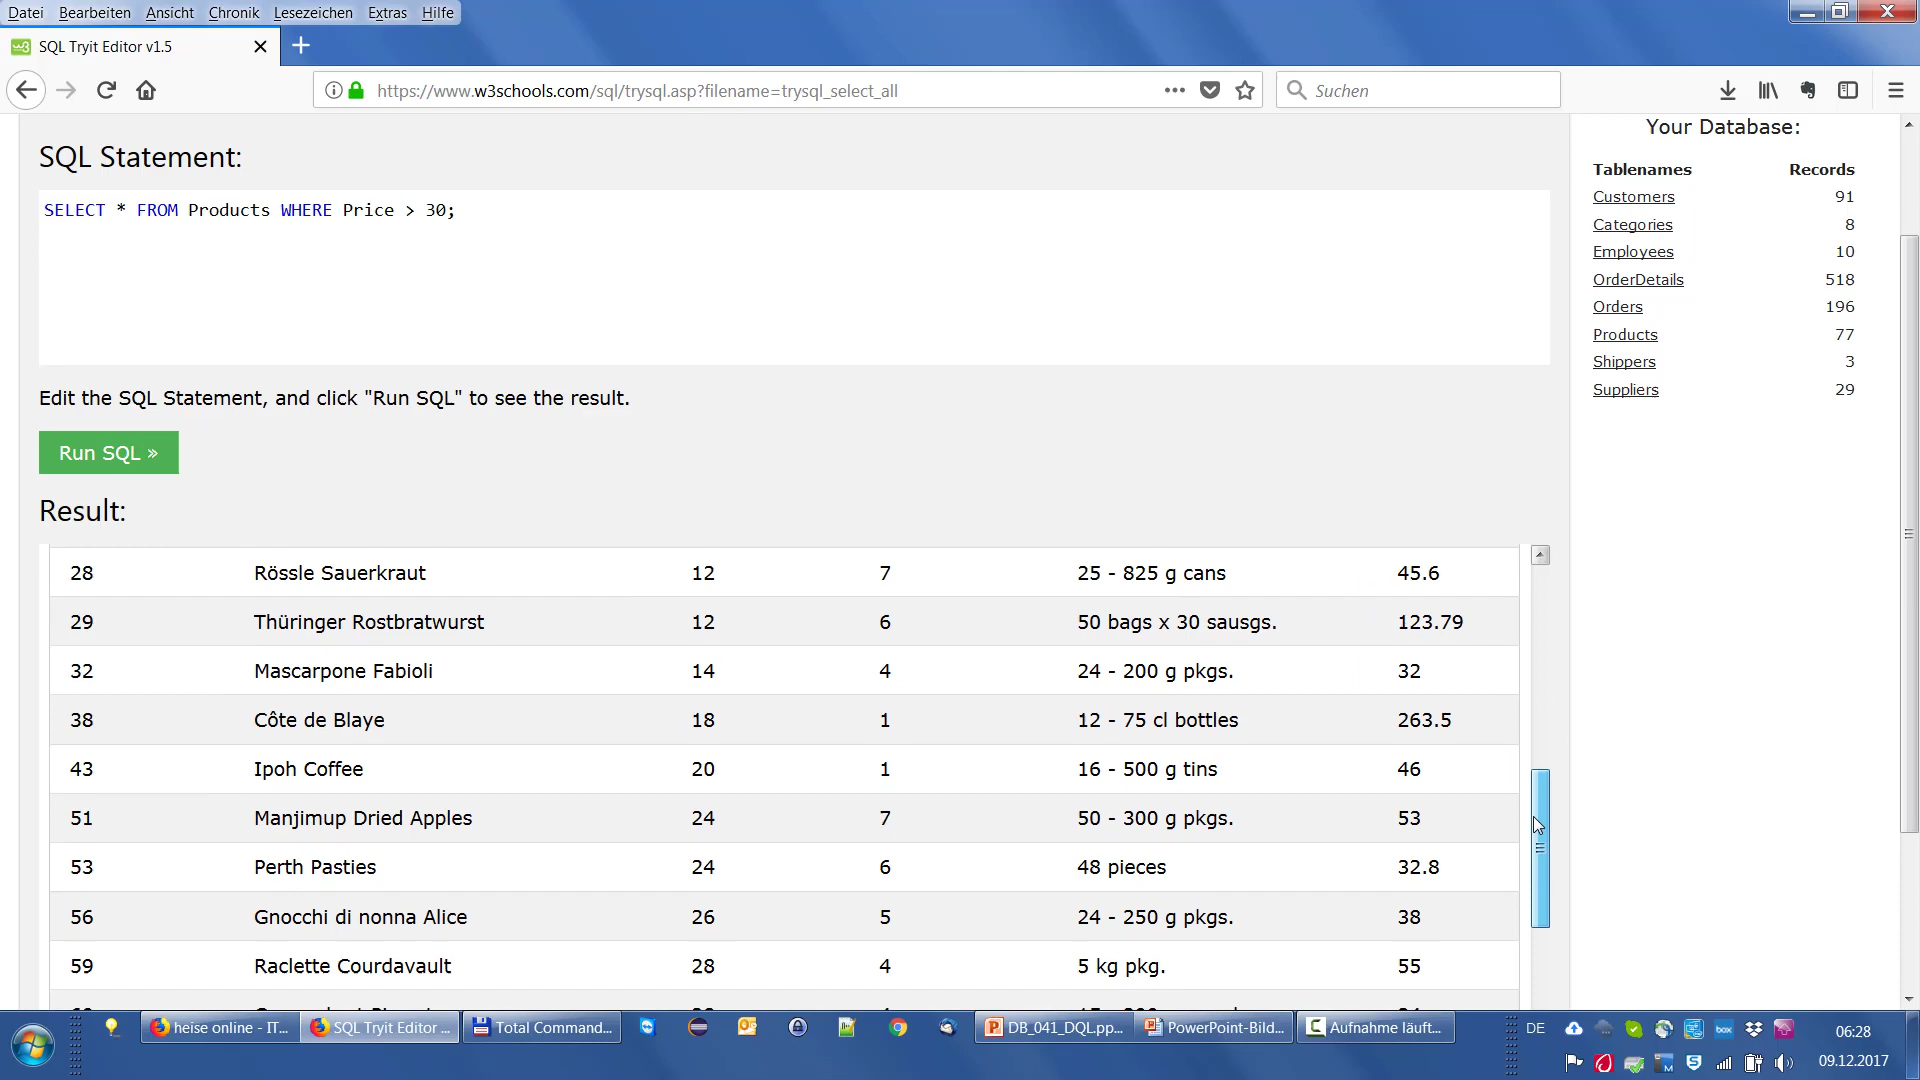 Datei Bearbeiten Ansicht Chronik Lesezeichen Extras Hilfe
SQL Tryit Editor v1.5
https://www.w3schools.com/sql/trysql.asp?filename=trysql_select_all
Suchen
SQL Statement:
SELECT * FROM Products WHERE Price > 30;
Edit the SQL Statement, and click "Run SQL" to see the result.
Run SQL »
Result:
28 Rössle Sauerkraut 12 7 25 - 825 g cans 45.6
29 Thüringer Rostbratwurst 12 6 50 bags x 30 sausgs. 123.79
32 Mascarpone Fabioli 14 4 24 - 200 g pkgs. 32
38 Côte de Blaye 18 1 12 - 75 cl bottles 263.5
43 Ipoh Coffee 20 1 16 - 500 g tins 46
51 Manjimup Dried Apples 24 7 50 - 300 g pkgs. 53
53 Perth Pasties 24 6 48 pieces 32.8
56 Gnocchi di nonna Alice 26 5 24 - 250 g pkgs. 38
59 Raclette Courdavault 28 4 5 kg pkg. 55
Your Database:
Tablenames Records
Customers 91
Categories 8
Employees 10
OrderDetails 518
Orders 196
Products 77
Shippers 3
Suppliers 29
heise online - IT... SQL Tryit Editor ... Total Command... DB_041_DQL.pp... PowerPoint-Bild... Aufnahme läuft... DE
box
06:28
09.12.2017